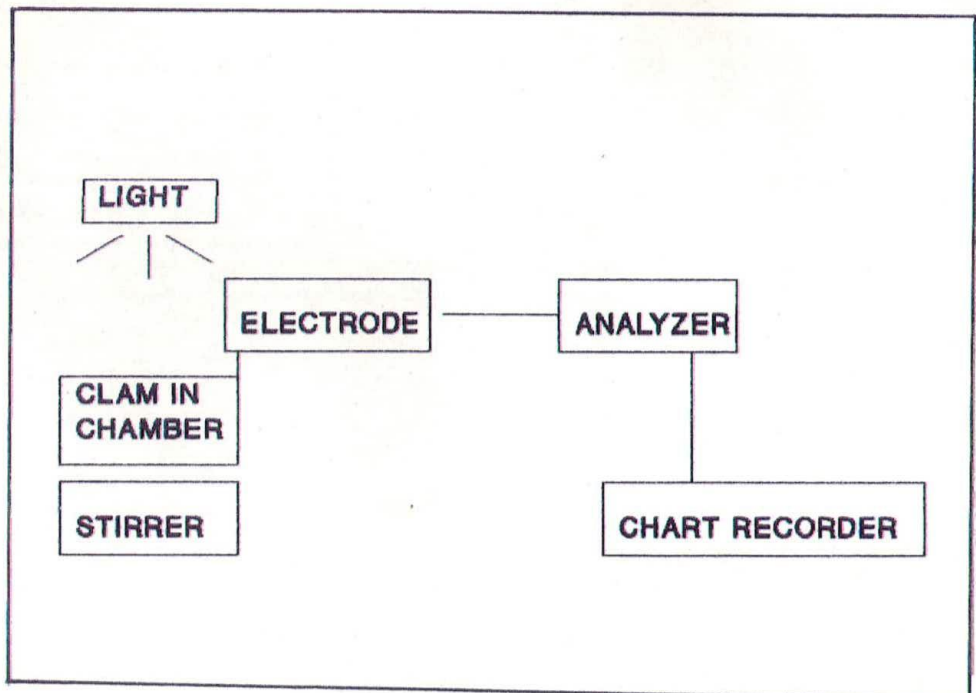 LIGHT
ELECTRODE
ANALYZER
CLAM IN
CHAMBER
STIRRER
CHART RECORDER